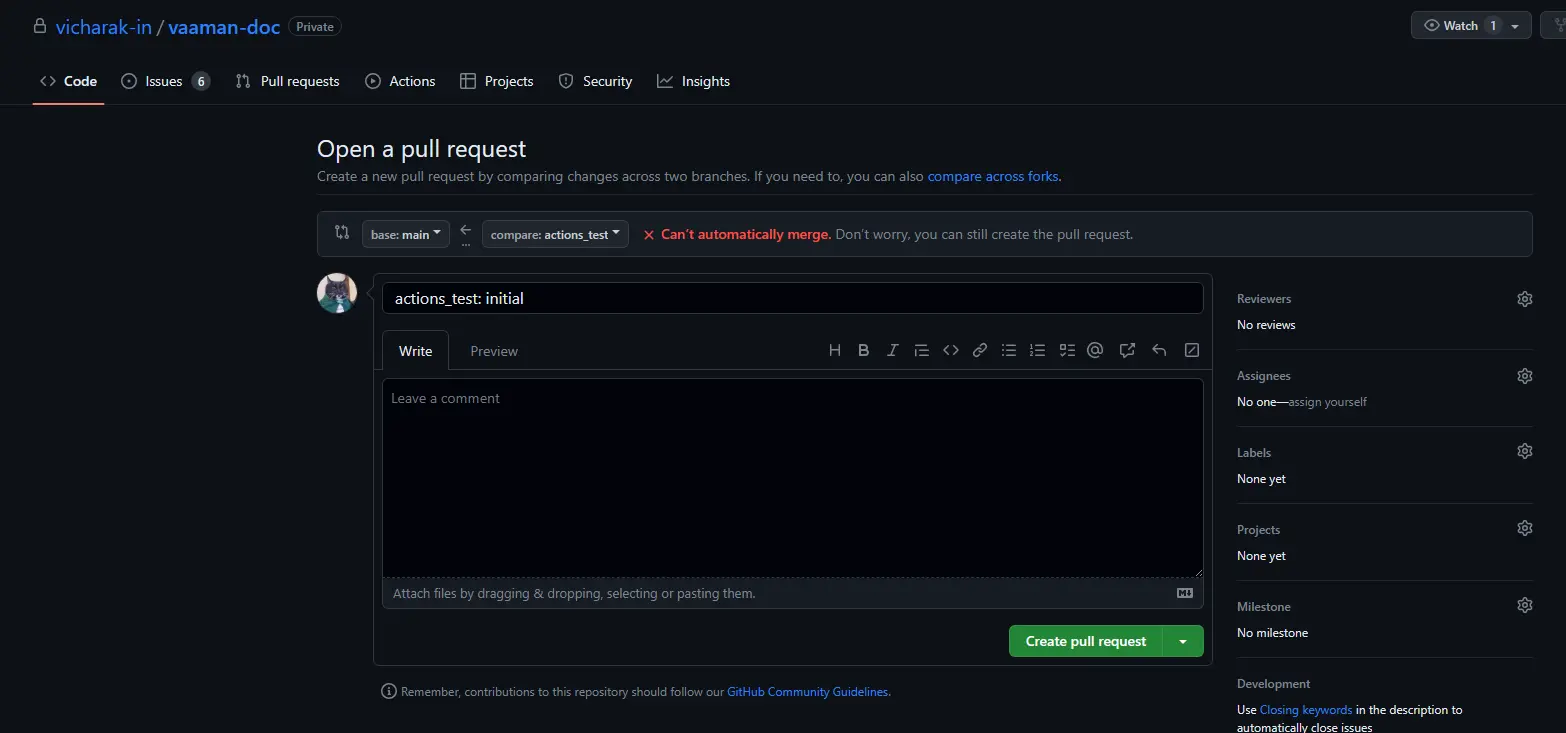 vicharak-in / vaaman-doc Private
Watch 1
Code Issues 6 Pull requests Actions Projects Security Insights
Open a pull request
Create a new pull request by comparing changes across two branches. If you need to, you can also compare across forks.
base: main compare: actions_test Can’t automatically merge. Don’t worry, you can still create the pull request.
actions_test: initial
Write Preview
Leave a comment
Attach files by dragging & dropping, selecting or pasting them.
Create pull request
Remember, contributions to this repository should follow our GitHub Community Guidelines.
Reviewers
No reviews
Assignees
No one—assign yourself
Labels
None yet
Projects
None yet
Milestone
No milestone
Development
Use Closing keywords in the description to
automatically close issues